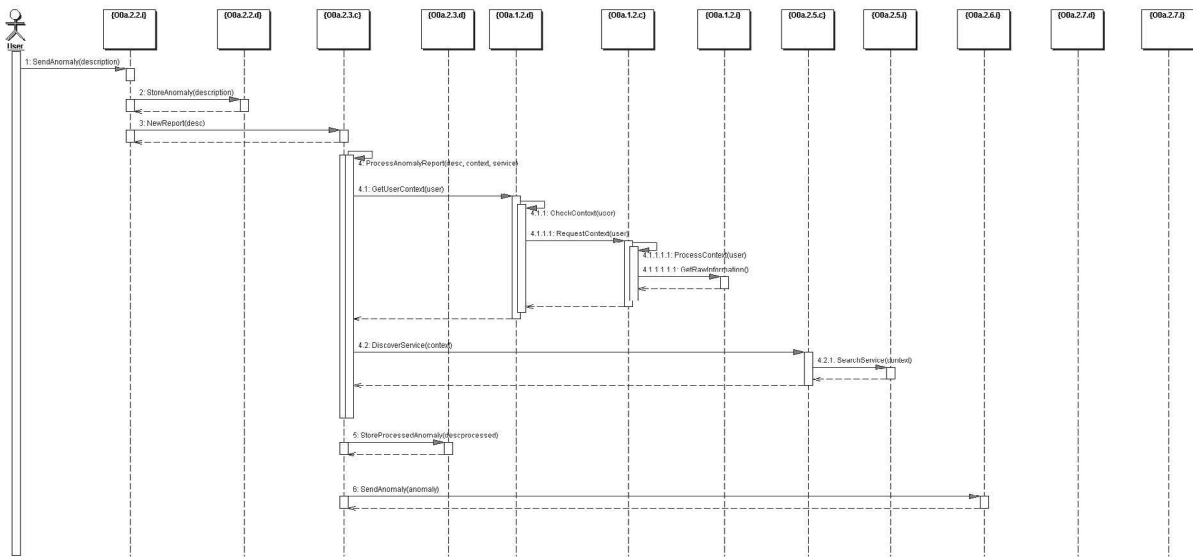 {O0a.2.2.i}
{O0a.2.2.d}
{O0a.2.3.c}
{O0a.2.3.d}
{O0a.1.2.d}
{O0a.1.2.c}
{O0a.1.2.i}
{O0a.2.5.c}
{O0a.2.5.i}
{O0a.2.6.i}
{O0a.2.7.d}
{O0a.2.7.i}
User
1: SendAnomaly(description)
2: StoreAnomaly(description)
3: NewReport(desc)
4: ProcessAnomalyReport(desc, context, service)
4.1: GetUserContext(user)
4.1.1: CheckContext(user)
4.1.1.1: RequestContext(user)
4.1.1.1.1: ProcessContext(user)
4.1.1.1.1.1: GetRawInformation()
4.2: DiscoverService(context)
4.2.1: SearchService(context)
5: StoreProcessedAnomaly(descprocessed)
6: SendAnomaly(anomaly)